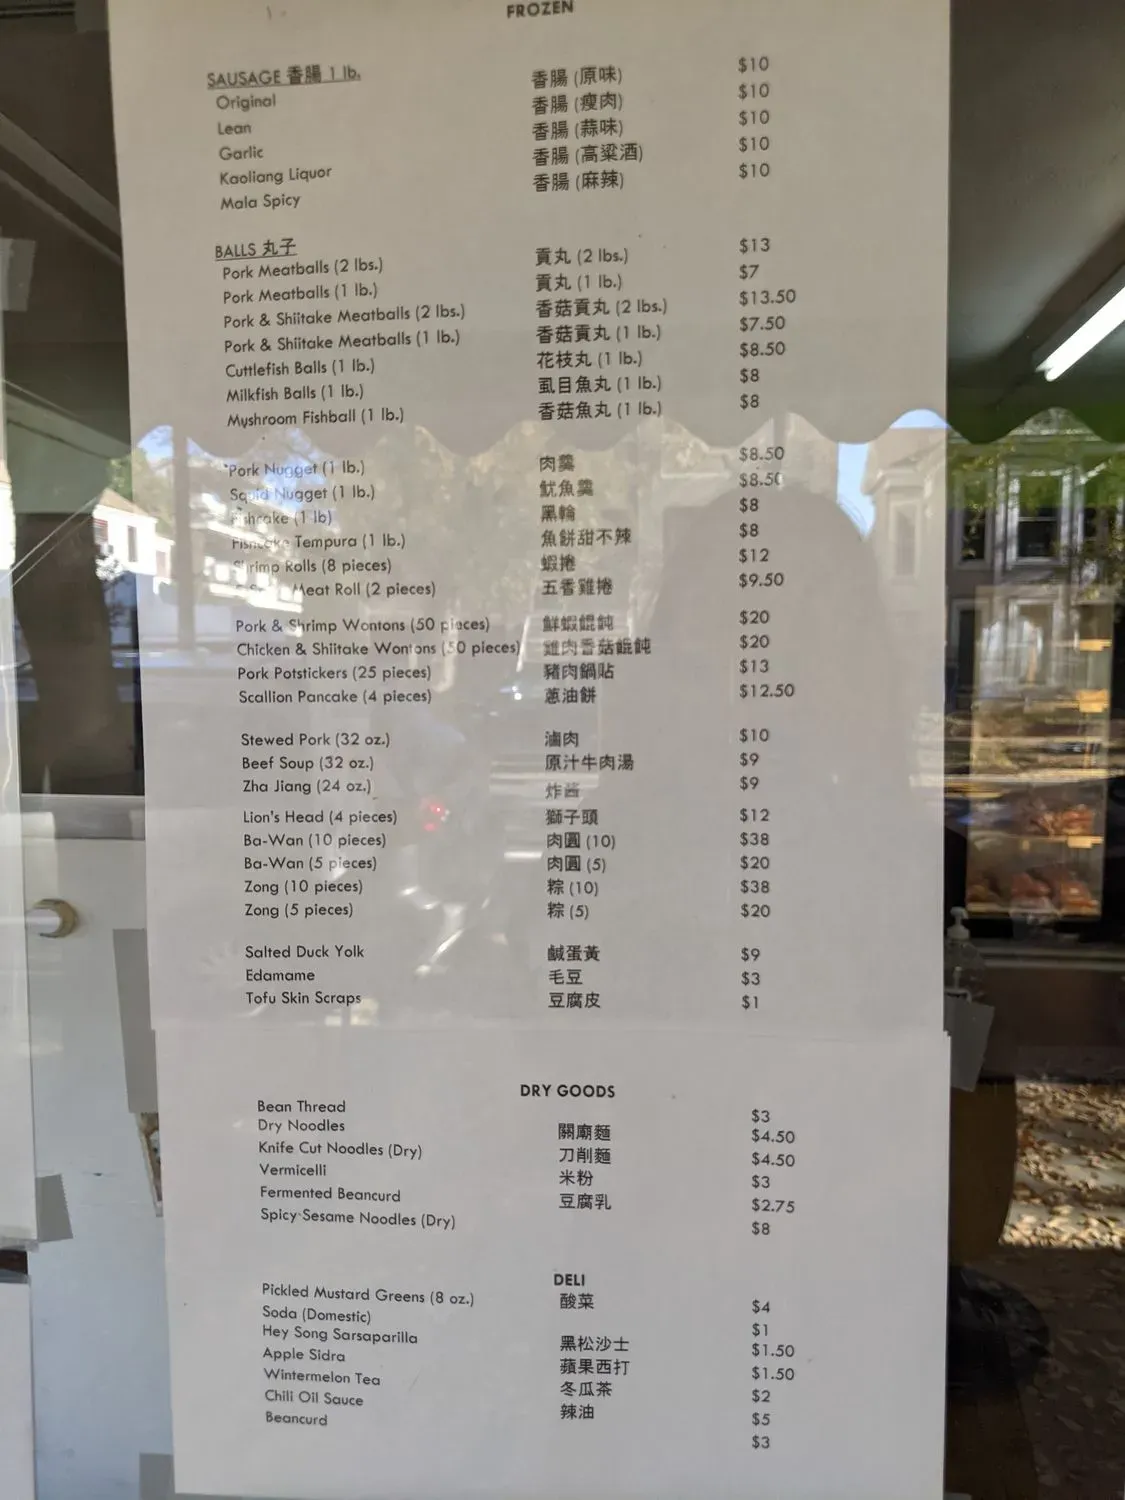 FROZEN
SAUSAGE 香腸 1 lb.
Original 香腸 (原味) $10
Lean 香腸 (瘦肉) $10
Garlic 香腸 (蒜味) $10
Kaoliang Liquor 香腸 (高粱酒) $10
Mala Spicy 香腸 (麻辣) $10
BALLS 丸子
Pork Meatballs (2 lbs.) 貢丸 (2 lbs.) $13
Pork Meatballs (1 lb.) 貢丸 (1 lb.) $7
Pork & Shiitake Meatballs (2 lbs.) 香菇貢丸 (2 lbs.) $13.50
Pork & Shiitake Meatballs (1 lb.) 香菇貢丸 (1 lb.) $7.50
Cuttlefish Balls (1 lb.) 花枝丸 (1 lb.) $8.50
Milkfish Balls (1 lb.) 虱目魚丸 (1 lb.) $8
Mushroom Fishball (1 lb.) 香菇魚丸 (1 lb.) $8
Pork Nugget (1 lb.) 肉羹 $8.50
Squid Nugget (1 lb.) 魷魚羹 $8.50
Fishcake (1 lb) 黑輪 $8
Fishcake Tempura (1 lb.) 魚餅甜不辣 $8
Shrimp Rolls (8 pieces) 蝦捲 $12
Meat Roll (2 pieces) 五香雞捲 $9.50
Pork & Shrimp Wontons (50 pieces) 鮮蝦餛飩 $20
Chicken & Shiitake Wontons (50 pieces) 雞肉香菇餛飩 $20
Pork Potstickers (25 pieces) 豬肉鍋貼 $13
Scallion Pancake (4 pieces) 蔥油餅 $12.50
Stewed Pork (32 oz.) 滷肉 $10
Beef Soup (32 oz.) 原汁牛肉湯 $9
Zha Jiang (24 oz.) 炸酱 $9
Lion's Head (4 pieces) 獅子頭 $12
Ba-Wan (10 pieces) 肉圓 (10) $38
Ba-Wan (5 pieces) 肉圓 (5) $20
Zong (10 pieces) 粽 (10) $38
Zong (5 pieces) 粽 (5) $20
Salted Duck Yolk 鹹蛋黃 $9
Edamame 毛豆 $3
Tofu Skin Scraps 豆腐皮 $1
DRY GOODS
Bean Thread $3
Dry Noodles 關廟麵 $4.50
Knife Cut Noodles (Dry) 刀削麵 $4.50
Vermicelli 米粉 $3
Fermented Beancurd 豆腐乳 $2.75
Spicy Sesame Noodles (Dry) $8
DELI
Pickled Mustard Greens (8 oz.) 酸菜 $4
Soda (Domestic) $1
Hey Song Sarsaparilla 黑松沙士 $1.50
Apple Sidra 蘋果西打 $1.50
Wintermelon Tea 冬瓜茶 $2
Chili Oil Sauce 辣油 $5
Beancurd $3